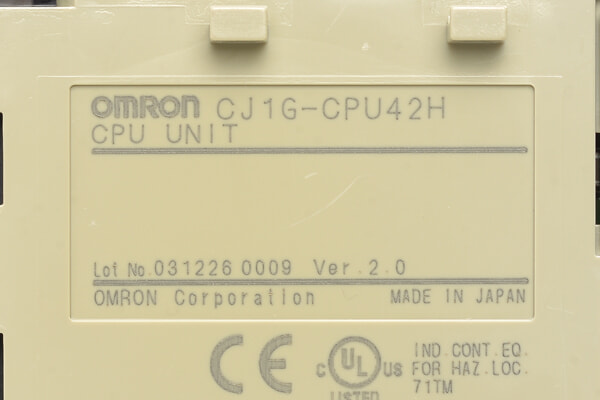 OMRON CJ1G-CPU42H
CPU UNIT
Lot No.031226 0009 Ver.2.0
OMRON Corporation MADE IN JAPAN
CE
C UL US
LISTED
IND.CONT.EQ.
FOR HAZ.LOC.
71TM